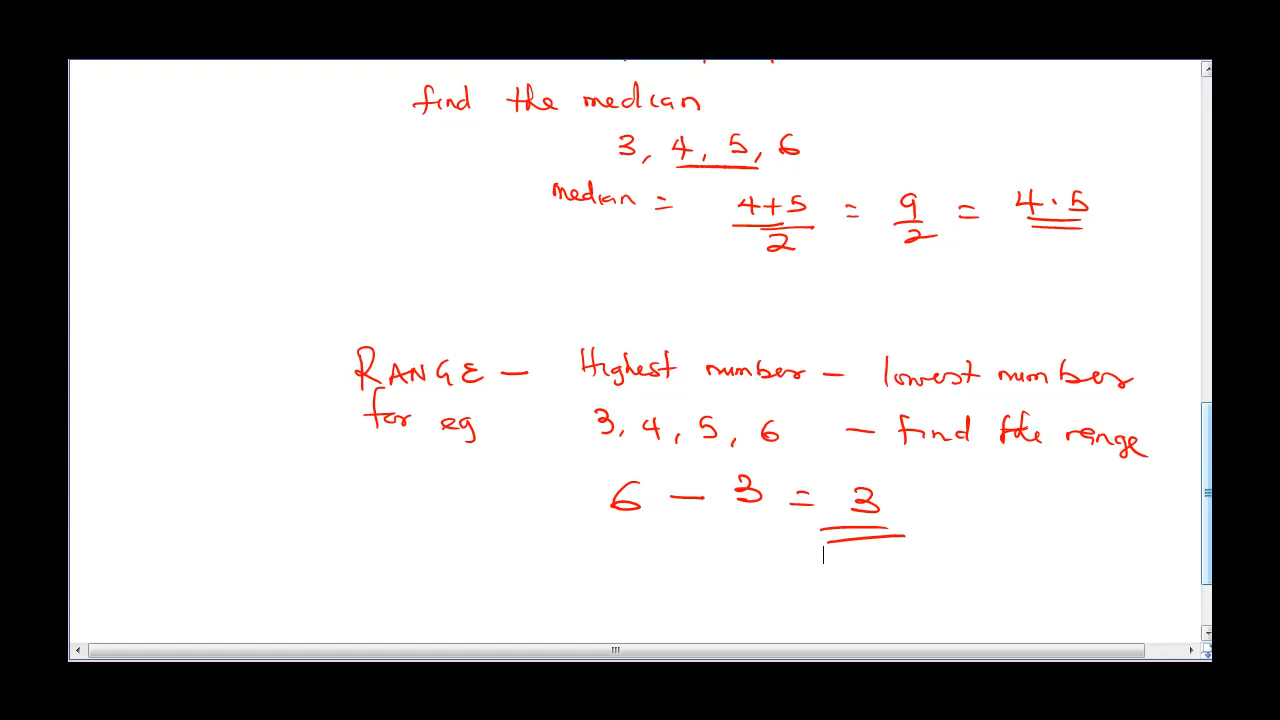 find the median
3, 4, 5, 6
median = 4+5/2 = 9/2 = 4.5
RANGE - Highest number - lowest number
for eg 3, 4, 5, 6 - find the range
6 - 3 = 3